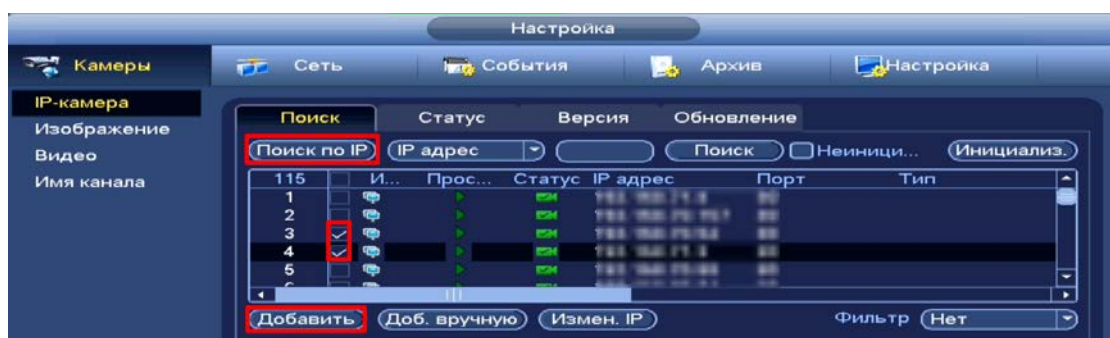 Настройка
Камеры Сеть События Архив Настройка
IP-камера
Изображение
Видео
Имя канала
Поиск Статус Версия Обновление
Поиск по IP IP адрес Поиск Неиници... Инициализ.
115 И... Прос... Статус IP адрес Порт Тип
1
2
3
4
5
Добавить Доб. вручную Измен. IP Фильтр Нет